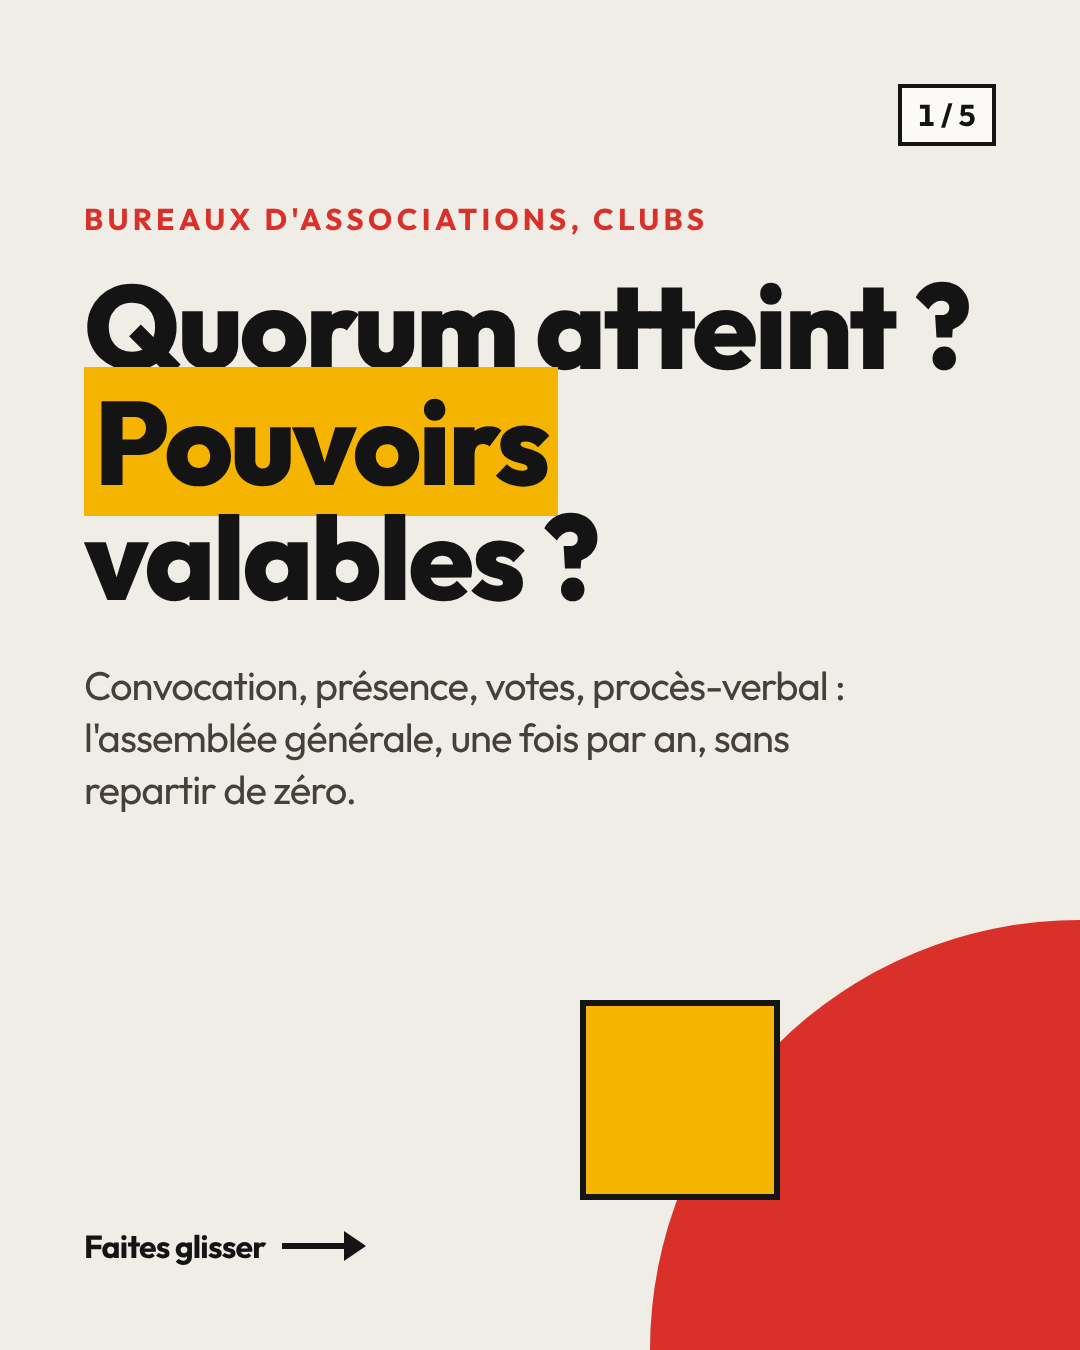 1 / 5
BUREAUX D'ASSOCIATIONS, CLUBS
Quorum atteint ?
Pouvoirs
valables ?
Convocation, présence, votes, procès-verbal :
l'assemblée générale, une fois par an, sans
repartir de zéro.
Faites glisser